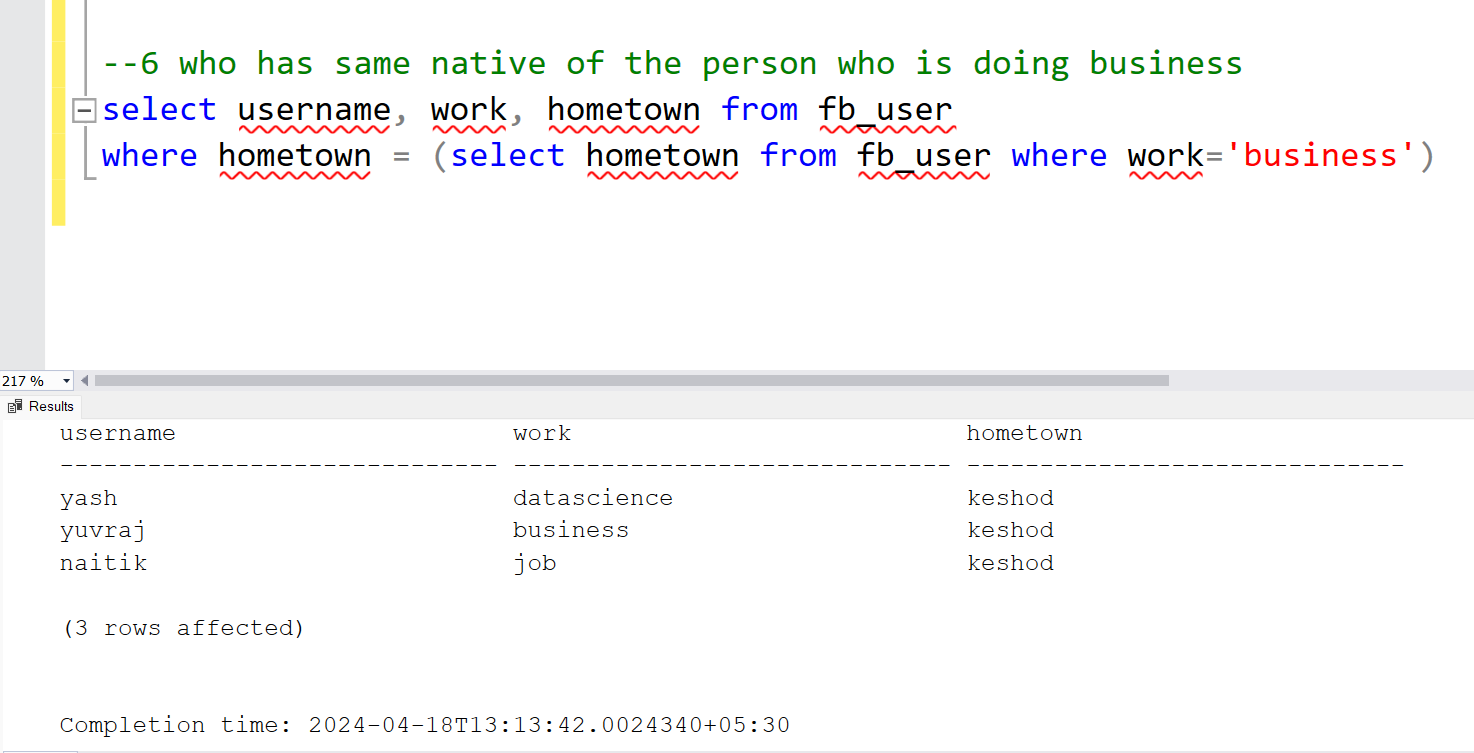 --6 who has same native of the person who is doing business
select username, work, hometown from fb_user
where hometown = (select hometown from fb_user where work='business')
217 %
Results
username work hometown
------------------------------ ------------------------------ ------------------------------
yash datascience keshod
yuvraj business keshod
naitik job keshod
(3 rows affected)
Completion time: 2024-04-18T13:13:42.0024340+05:30